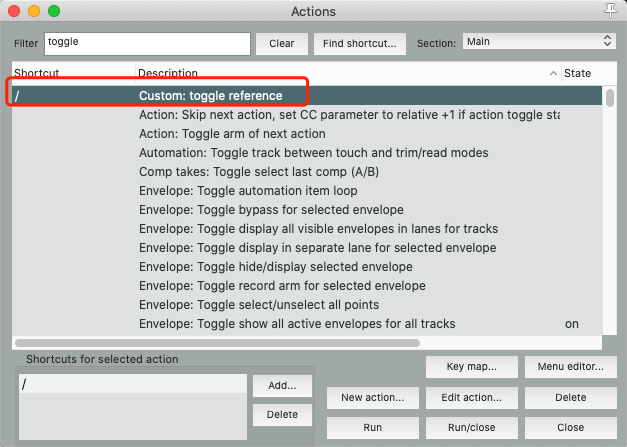 Actions
Filter toggle Clear Find shortcut... Section: Main
Shortcut Description State
/ Custom: toggle reference
Action: Skip next action, set CC parameter to relative +1 if action toggle sta
Action: Toggle arm of next action
Automation: Toggle track between touch and trim/read modes
Comp takes: Toggle select last comp (A/B)
Envelope: Toggle automation item loop
Envelope: Toggle bypass for selected envelope
Envelope: Toggle display all visible envelopes in lanes for tracks
Envelope: Toggle display in separate lane for selected envelope
Envelope: Toggle hide/display selected envelope
Envelope: Toggle record arm for selected envelope
Envelope: Toggle select/unselect all points
Envelope: Toggle show all active envelopes for all tracks on
Shortcuts for selected action
/
Add...
Delete
Key map... Menu editor...
New action... Edit action... Delete
Run Run/close Close